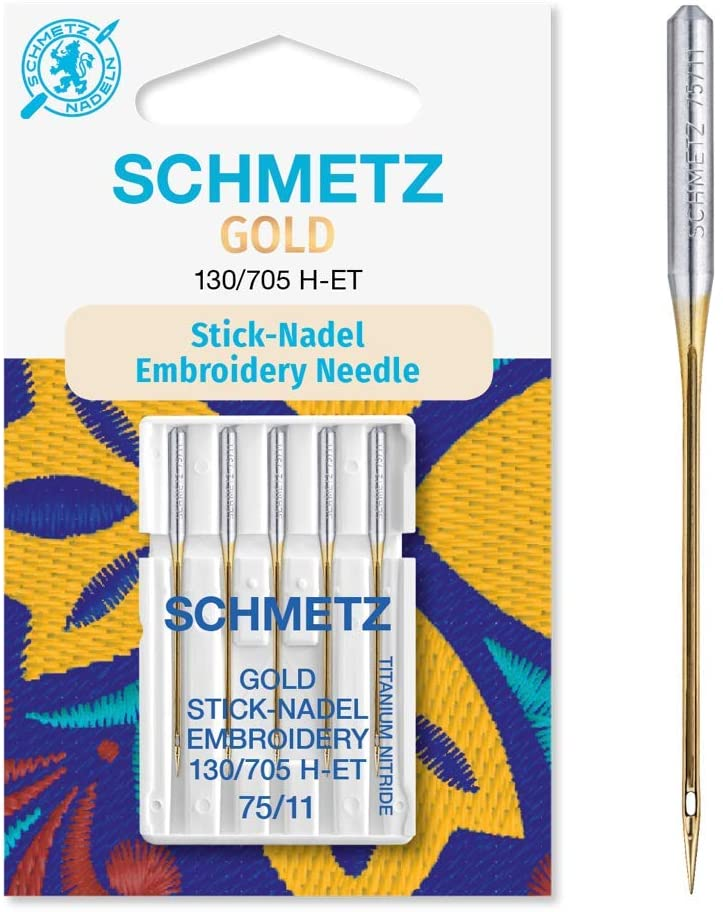 SCHMETZ
NADELN
SCHMETZ
GOLD
130/705 H-ET
Stick-Nadel
Embroidery Needle
SCHMETZ
GOLD
STICK-NADEL
EMBROIDERY
130/705 H-ET
75/11
TITANIUM NITRIDE
SCHMETZ 75/11